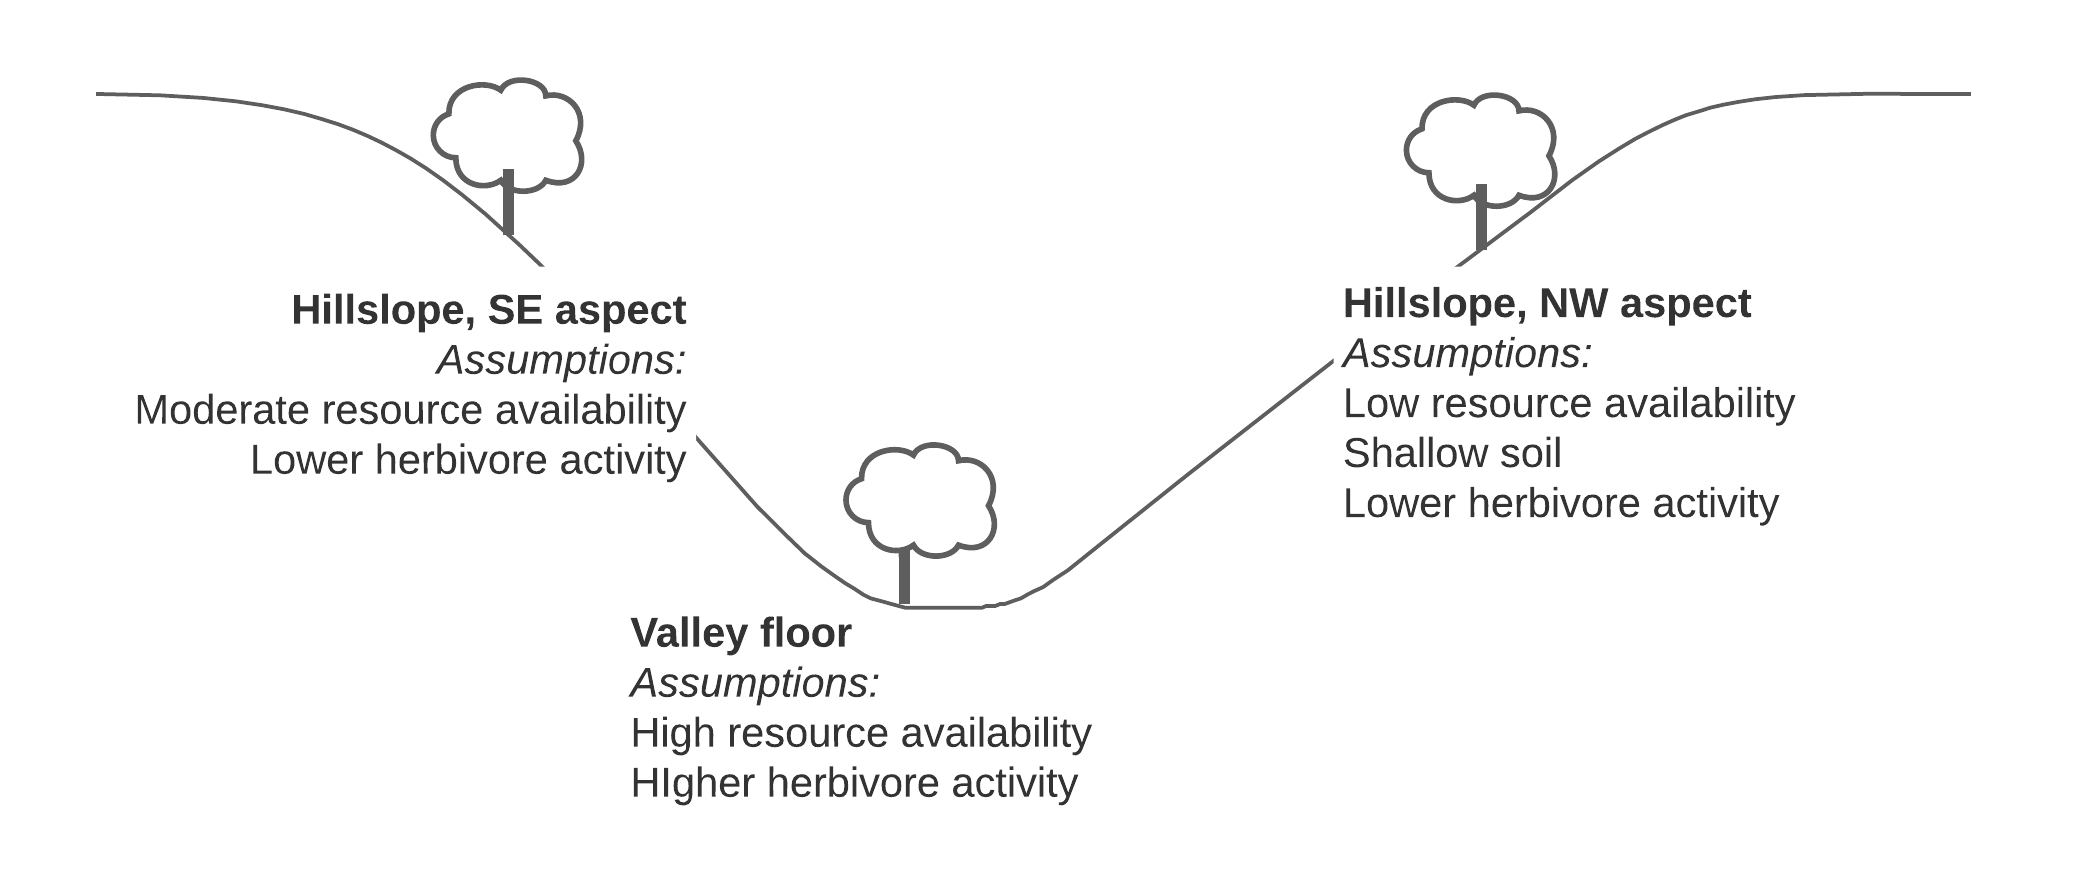 Hillslope, SE aspect
Assumptions:
Moderate resource availability
Lower herbivore activity
Hillslope, NW aspect
Assumptions:
Low resource availability
Shallow soil
Lower herbivore activity
Valley floor
Assumptions:
High resource availability
HIgher herbivore activity